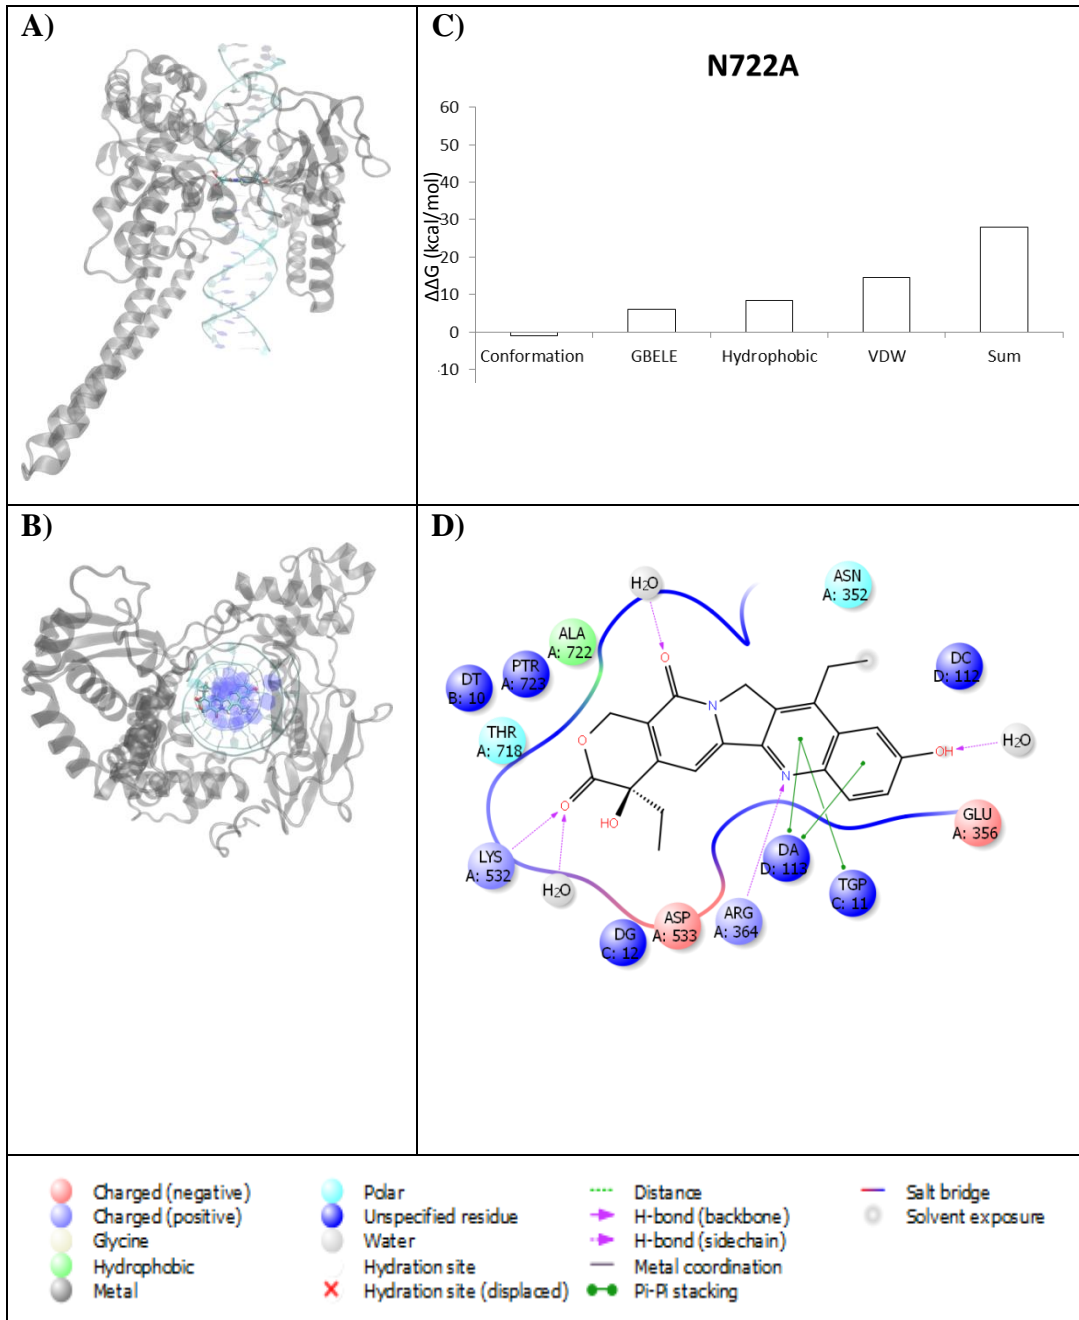 A)
C)
N722A
ΔΔG (kcal/mol)
60
50
40
30
20
10
0
10
Conformation GBELE Hydrophobic VDW Sum
B)
D)
H2O
ASN
A: 352
ALA
A: 722
DC
D: 112
PTR
A: 723
DT
B: 10
THR
A: 718
O
N
O
H2O
OH
N
O
HO
GLU
A: 356
LYS
A: 532
H2O
DA
D: 113
TGP
C: 11
ARG
A: 364
ASP
A: 533
DG
C: 12
Charged (negative) Polar Distance Salt bridge
Charged (positive) Unspecified residue H-bond (backbone) Solvent exposure
Glycine Water H-bond (sidechain)
Hydrophobic Hydration site Metal coordination
Metal Hydration site (displaced) Pi-Pi stacking